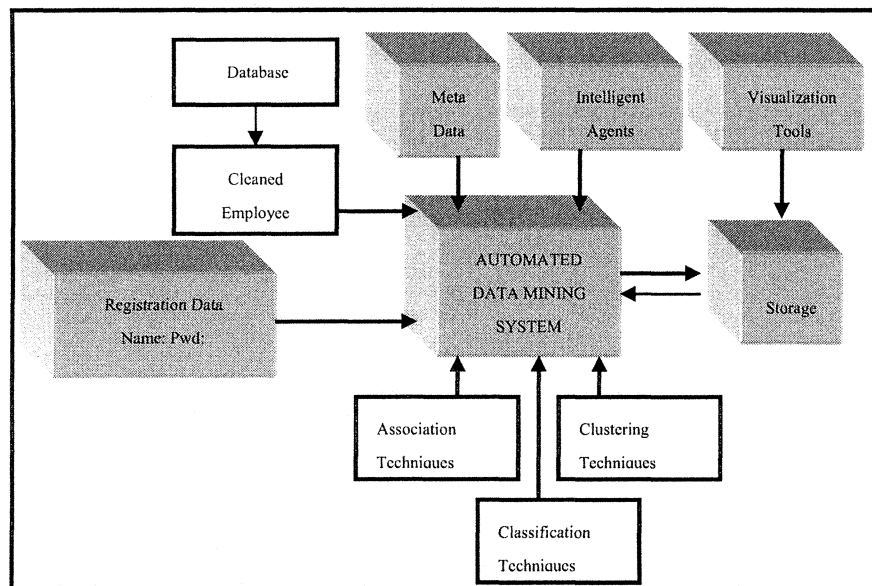 Database
Meta
Data
Intelligent
Agents
Visualization
Tools
Cleaned
Employee
AUTOMATED
DATA MINING
SYSTEM
Registration Data
Name: Pwd:
Storage
Association
Techniques
Clustering
Techniques
Classification
Techniques